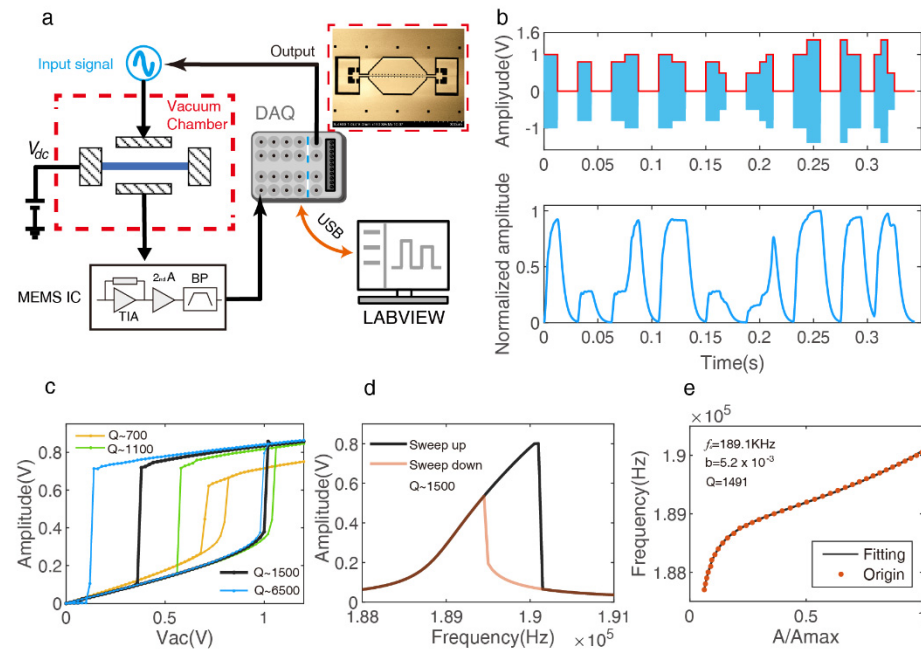 a
Input signal
Output
Vacuum
Chamber
Vdc
DAQ
USB
MEMS IC
2nd A
BP
TIA
LABVIEW
b
Ampliyude(V)
1.6
1
0
-1
0 0.05 0.1 0.15 0.2 0.25 0.3
Normalized amplitude
1
0.5
0
0 0.05 0.1 0.15 0.2 0.25 0.3
Time(s)
c
Amplitude(V)
0.8
0.6
0.4
0.2
0
Q~700
Q~1100
Q~1500
Q~6500
0 0.5 1
Vac(V)
d
Amplitude(V)
0.8
0.6
0.4
0.2
0
Sweep up
Sweep down
Q~1500
1.88 1.89 1.9 1.91
Frequency(Hz) × 10⁵
e
× 10⁵
Frequency(Hz)
1.9
1.89
1.88
fᵣ=189.1KHz
b=5.2 x 10⁻³
Q=1491
Fitting
Origin
0 0.5 1
A/Amax